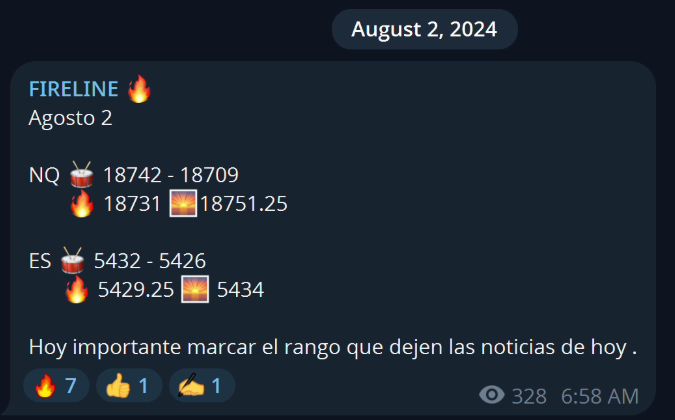 August 2, 2024
FIRELINE 🔥
Agosto 2
NQ 🥁 18742 - 18709
🔥 18731 🌅18751.25
ES 🥁 5432 - 5426
🔥 5429.25 🌅 5434
Hoy importante marcar el rango que dejen las noticias de hoy .
🔥 7 👍 1 ✍️ 1
328 6:58 AM